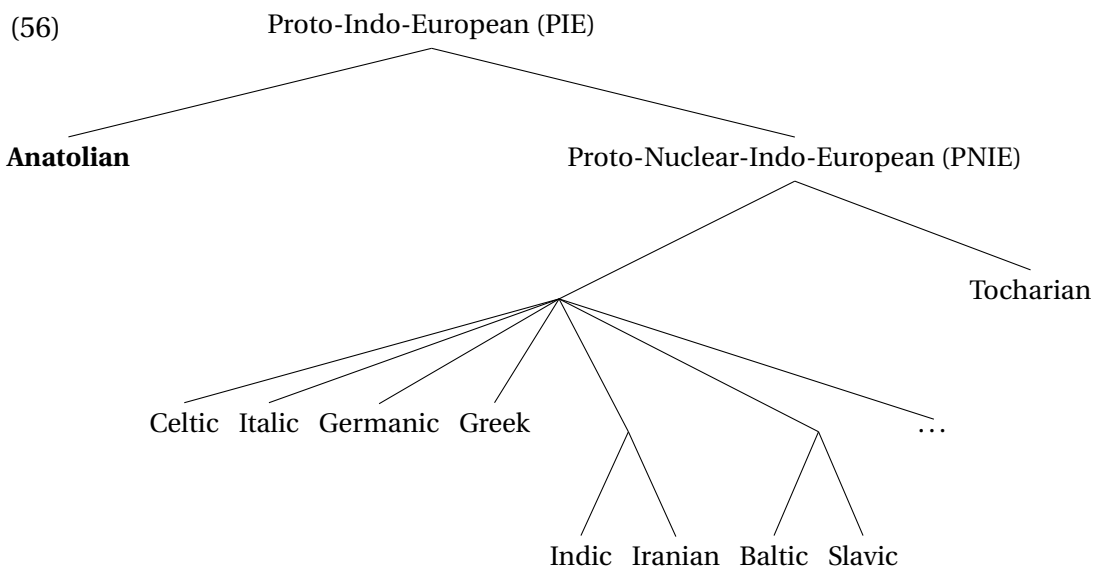 (56) Proto-Indo-European (PIE)
Anatolian Proto-Nuclear-Indo-European (PNIE)
Tocharian
Celtic Italic Germanic Greek ...
Indic Iranian Baltic Slavic